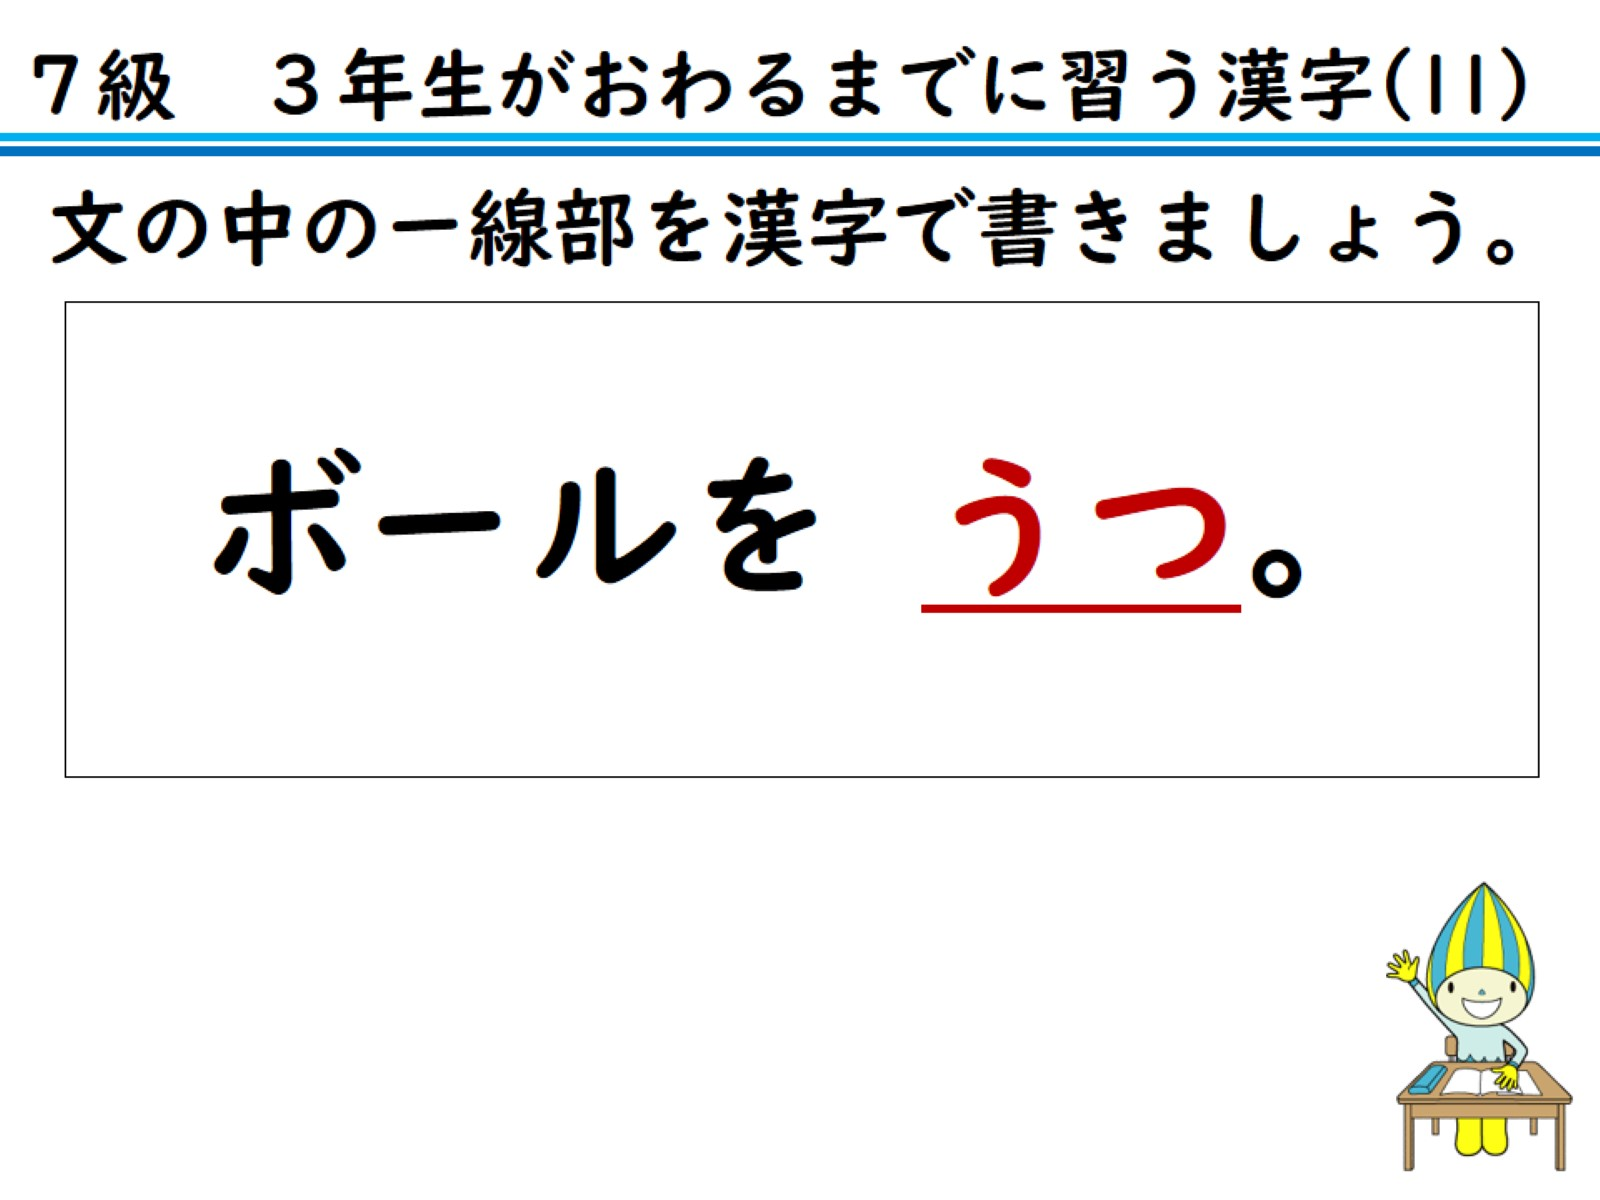 ７級　３年生がおわるまでに習う漢字(11)
文の中の―線部を漢字で書きましょう。
ボールを　うつ。